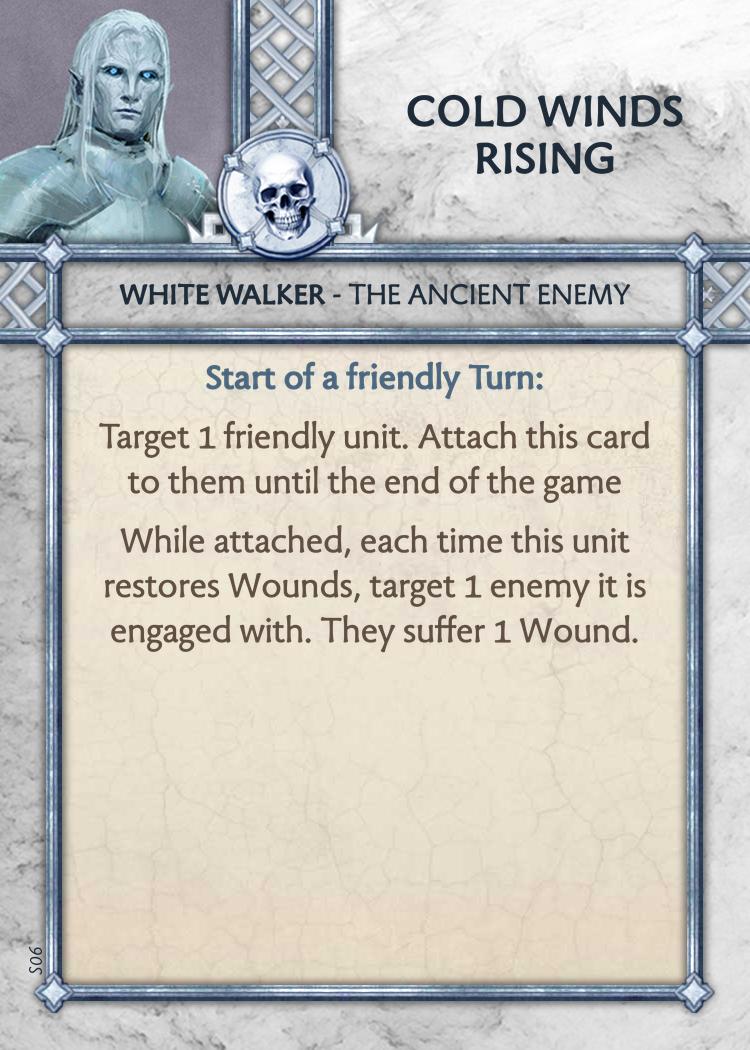 COLD WINDS
RISING
WHITE WALKER - THE ANCIENT ENEMY
Start of a friendly Turn:
Target 1 friendly unit. Attach this card
to them until the end of the game
While attached, each time this unit
restores Wounds, target 1 enemy it is
engaged with. They suffer 1 Wound.
S06